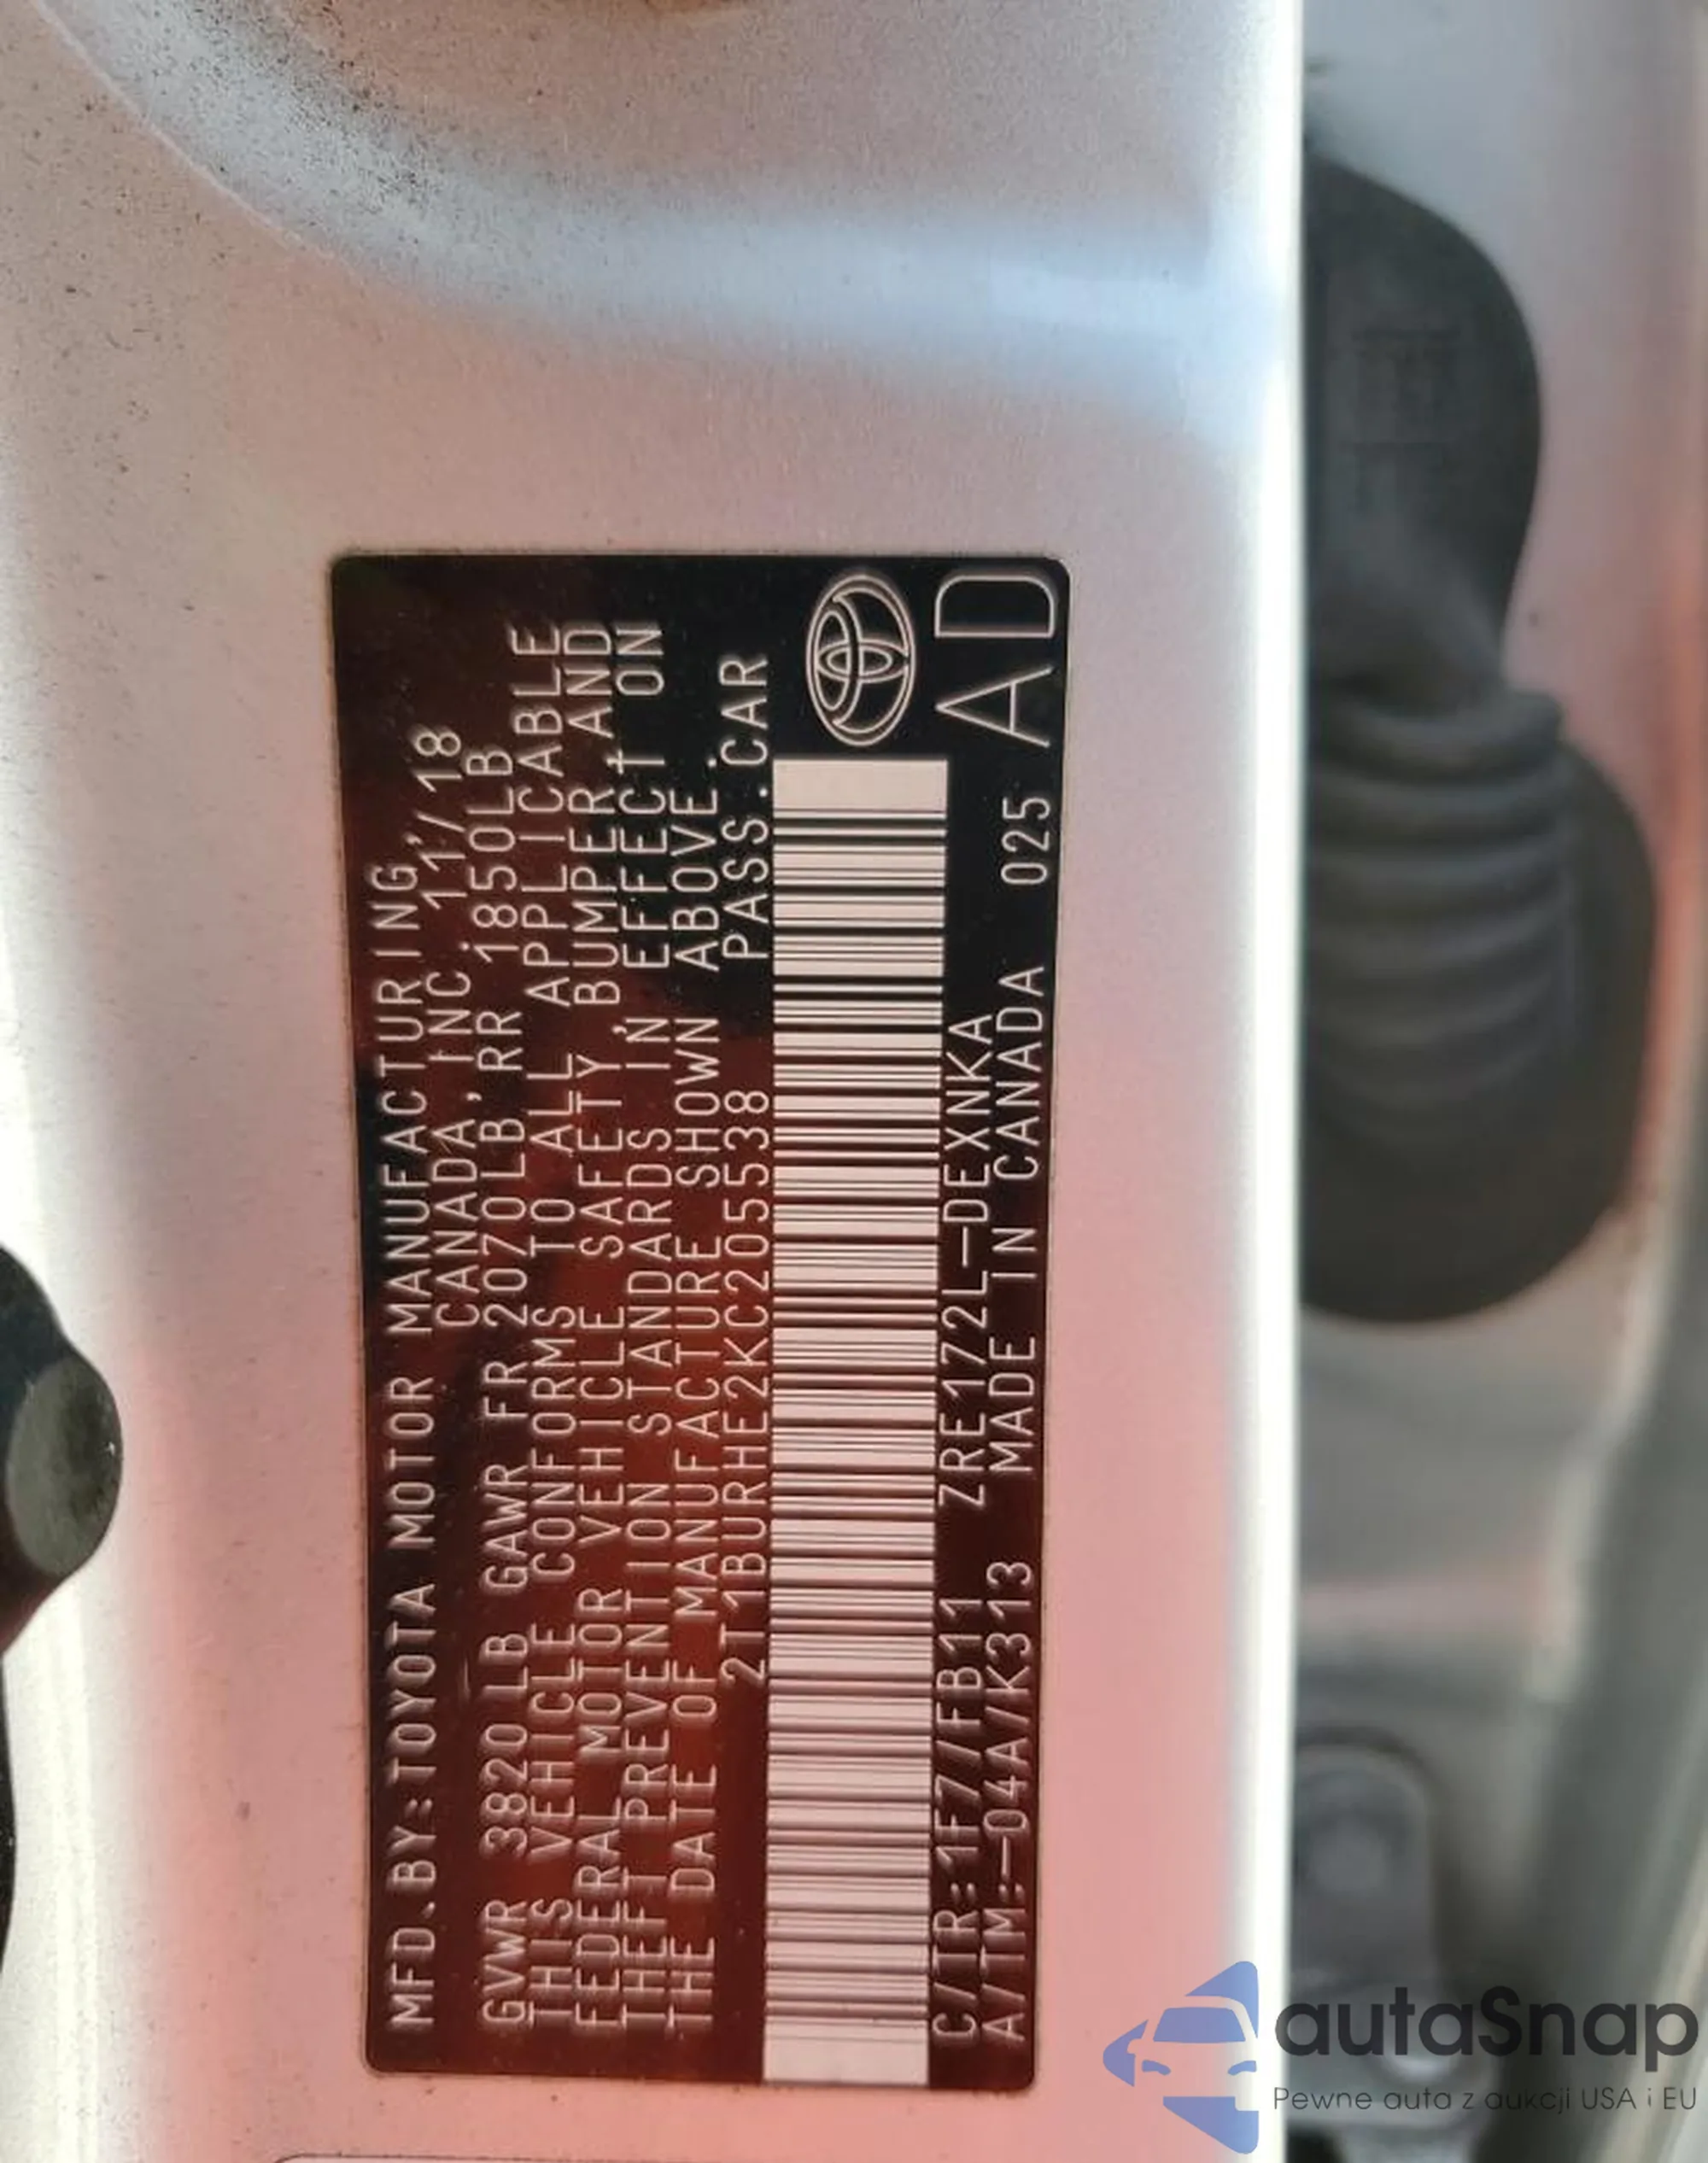 MFD.BY:TOYOTA MOTOR MANUFACTURING
CANADA, INC. 11/18
GVWR 3820LB GAWR FR 2070LB, RR 1850LB
THIS VEHICLE CONFORMS TO ALL APPLICABLE
FEDERAL MOTOR VEHICLE SAFETY, BUMPER, AND
THEFT PREVENTION STANDARDS IN EFFECT ON
THE DATE OF MANUFACTURE SHOWN ABOVE.
2T1BURHE2KC205538 PASS.CAR
C/TR:1F7/FB11 ZRE172L-DEXNKA
A/TM:-04A/K313 MADE IN CANADA 025 AD
autaSnap
Pewne auta z aukcji USA i EU